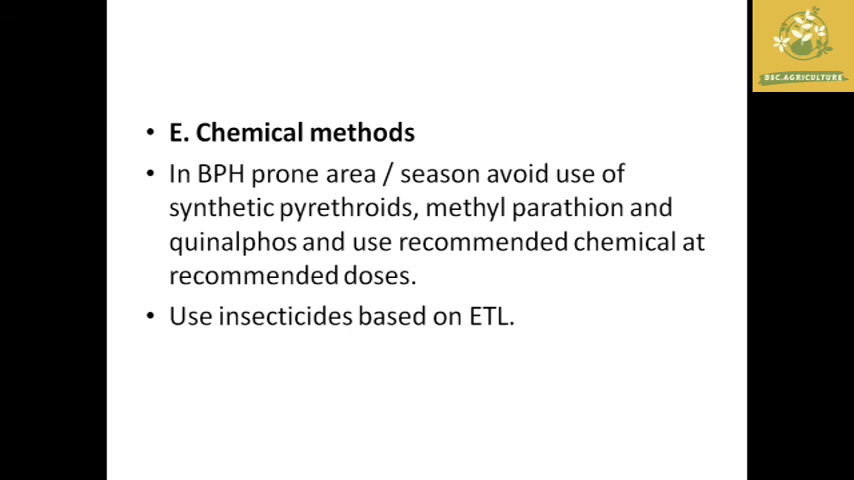 BSC.AGRICULTURE
• E. Chemical methods
• In BPH prone area / season avoid use of
synthetic pyrethroids, methyl parathion and
quinalphos and use recommended chemical at
recommended doses.
• Use insecticides based on ETL.